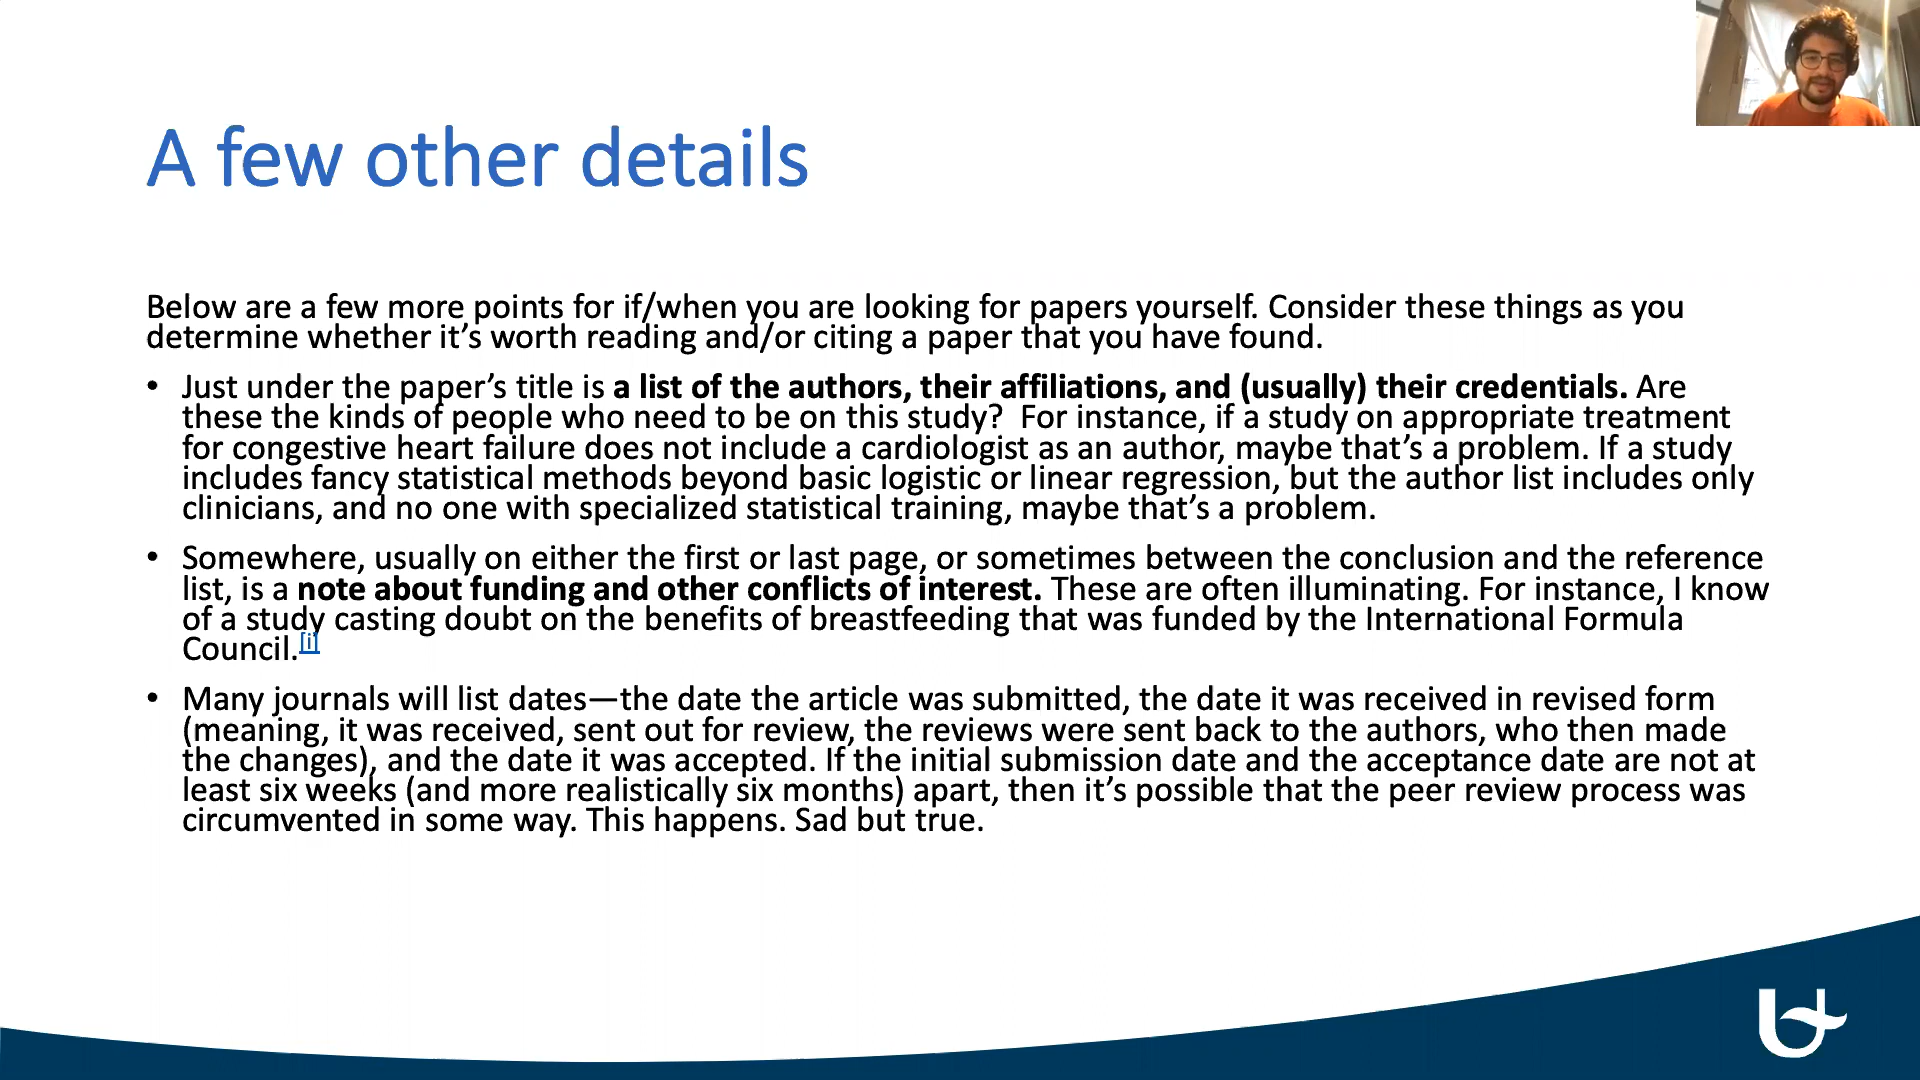 A few other details
Below are a few more points for if/when you are looking for papers yourself. Consider these things as you
determine whether it’s worth reading and/or citing a paper that you have found.
• Just under the paper’s title is a list of the authors, their affiliations, and (usually) their credentials. Are
these the kinds of people who need to be on this study?  For instance, if a study on appropriate treatment
for congestive heart failure does not include a cardiologist as an author, maybe that’s a problem. If a study
includes fancy statistical methods beyond basic logistic or linear regression, but the author list includes only
clinicians, and no one with specialized statistical training, maybe that’s a problem.
• Somewhere, usually on either the first or last page, or sometimes between the conclusion and the reference
list, is a note about funding and other conflicts of interest. These are often illuminating. For instance, I know
of a study casting doubt on the benefits of breastfeeding that was funded by the International Formula
Council.[i]
• Many journals will list dates—the date the article was submitted, the date it was received in revised form
(meaning, it was received, sent out for review, the reviews were sent back to the authors, who then made
the changes), and the date it was accepted. If the initial submission date and the acceptance date are not at
least six weeks (and more realistically six months) apart, then it’s possible that the peer review process was
circumvented in some way. This happens. Sad but true.